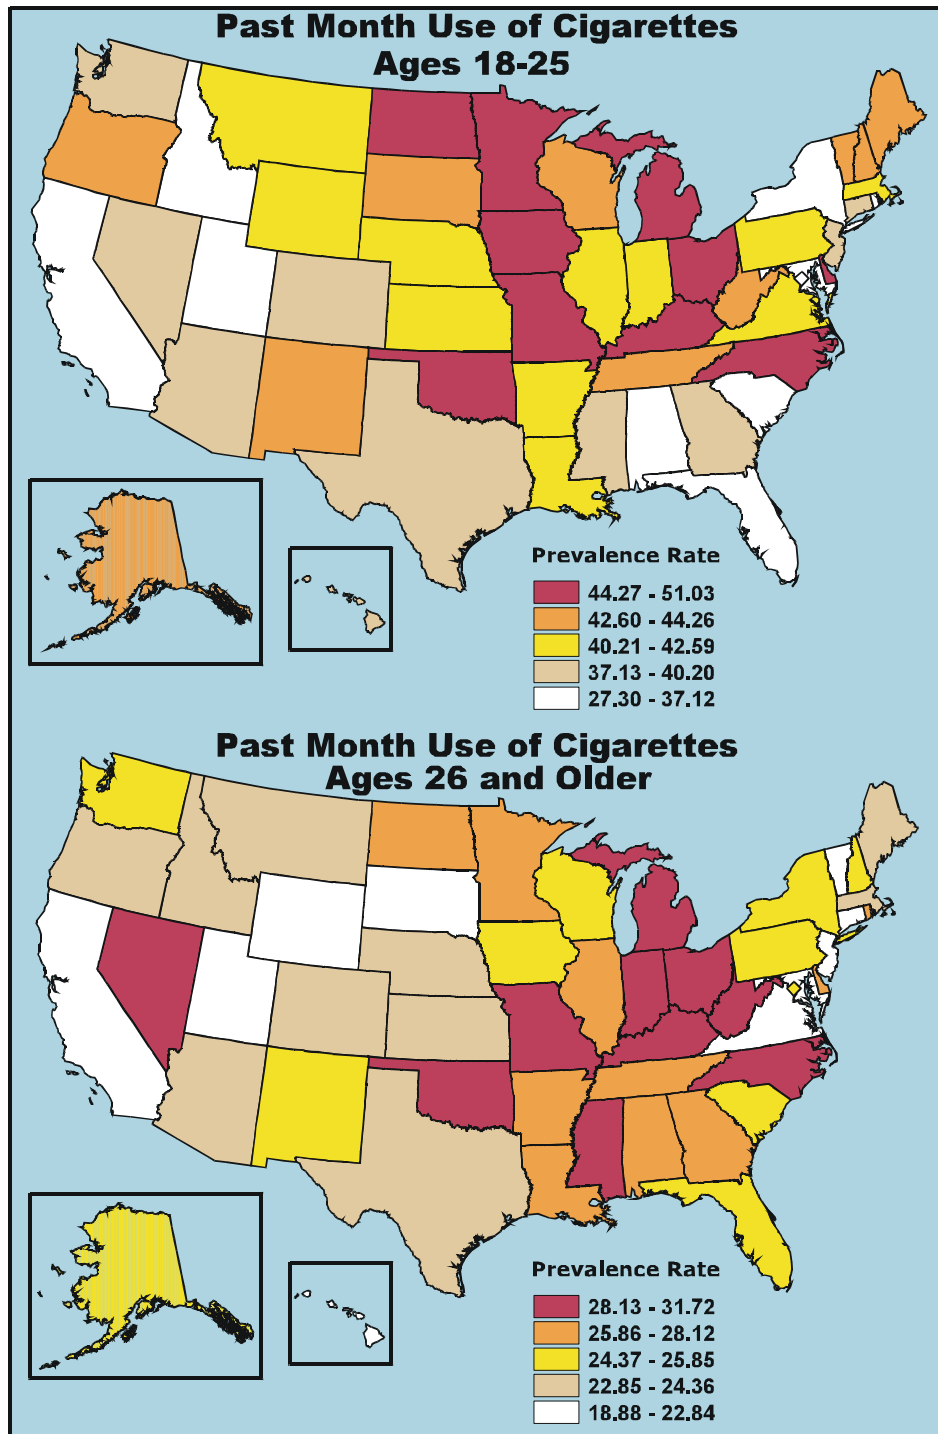 Past Month Use of Cigarettes
Ages 18-25
Prevalence Rate
44.27 - 51.03
42.60 - 44.26
40.21 - 42.59
37.13 - 40.20
27.30 - 37.12
Past Month Use of Cigarettes
Ages 26 and Older
Prevalence Rate
28.13 - 31.72
25.86 - 28.12
24.37 - 25.85
22.85 - 24.36
18.88 - 22.84